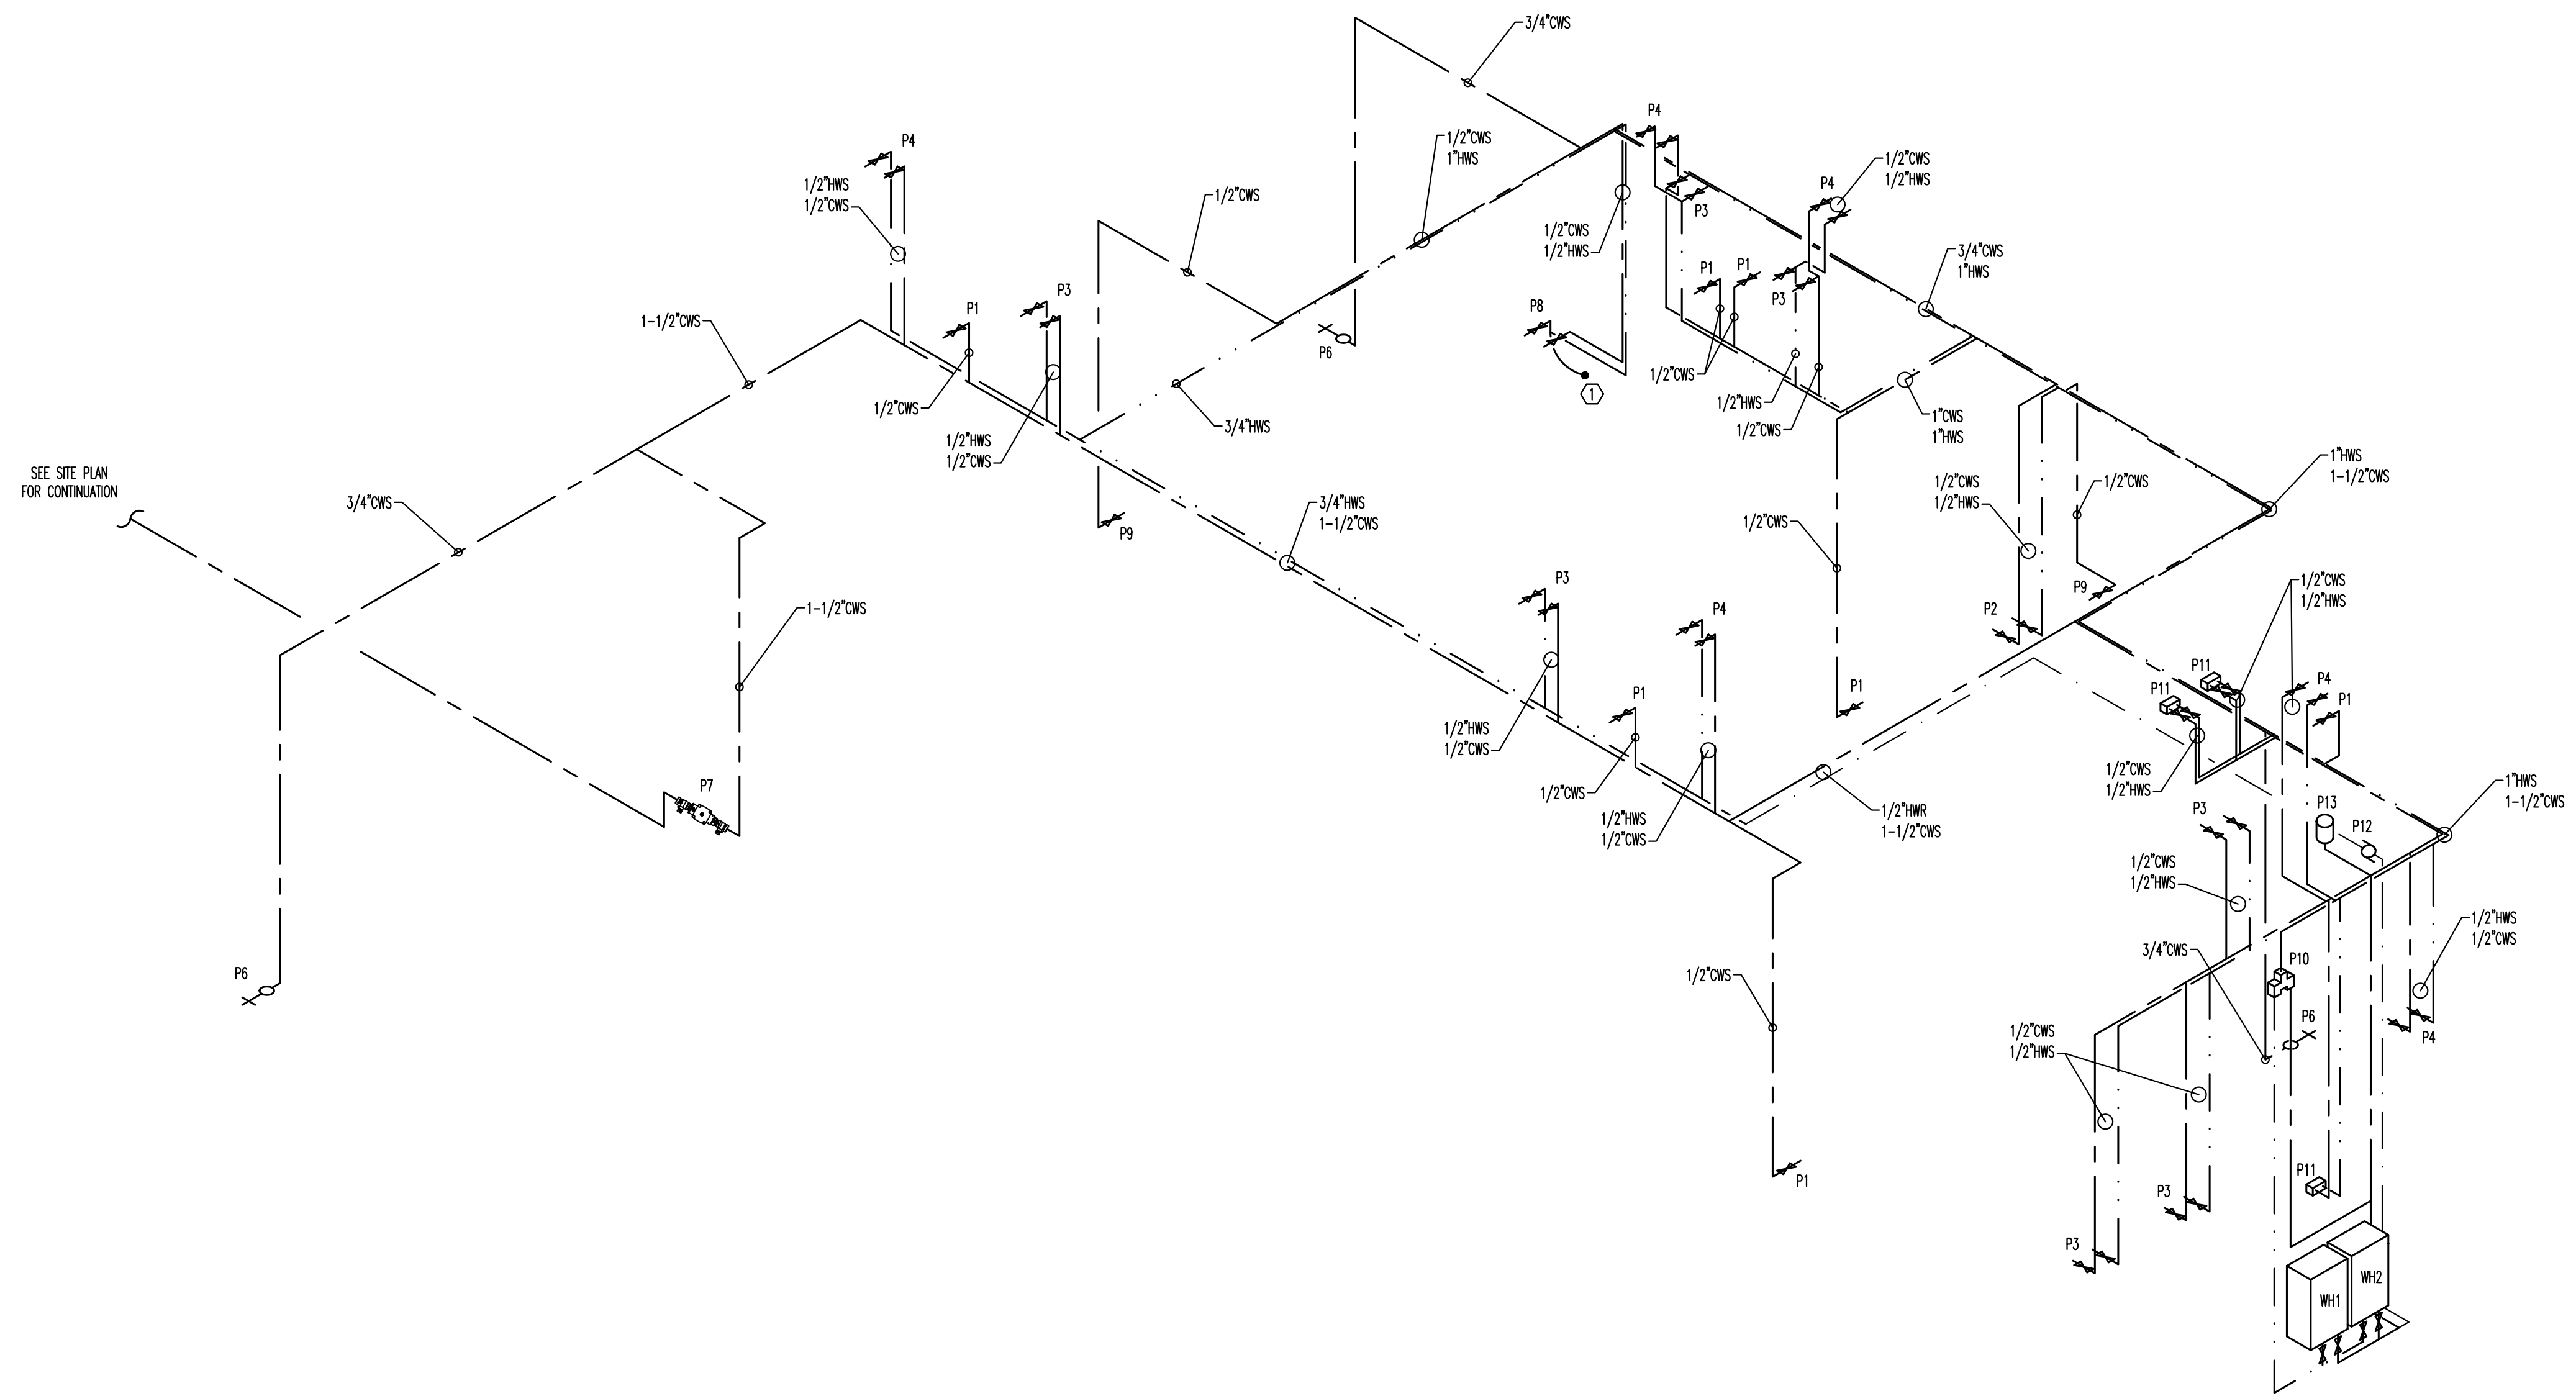 3/4"CWS
P4
1/2"CWS
1"HWS
P4
1/2"HWS
1/2"CWS
1/2"CWS
P4
1/2"CWS
1/2"HWS
P3
1/2"CWS
1/2"HWS
3/4"CWS
1"HWS
P1
P1
P3
P3
P1
1-1/2"CWS
P8
P6
1
1/2"CWS
1/2"HWS
1/2"CWS
1/2"CWS
3/4"HWS
1"CWS
1"HWS
1/2"HWS
1/2"CWS
SEE SITE PLAN
FOR CONTINUATION
3/4"CWS
1"HWS
1-1/2"CWS
1/2"CWS
1/2"HWS
1/2"CWS
3/4"HWS
1-1/2"CWS
1/2"CWS
P9
P3
P9
1/2"CWS
1/2"HWS
1-1/2"CWS
P4
P2
P1
P1
P11
P11
P4
P1
1/2"HWS
1/2"CWS
1/2"CWS
1/2"HWS
1/2"CWS
P7
1"HWS
1-1/2"CWS
P3
P13
P12
1/2"HWS
1/2"CWS
1/2"HWR
1-1/2"CWS
1/2"CWS
1/2"HWS
1/2"HWS
1/2"CWS
3/4"CWS
P10
P6
1/2"CWS
P6
P4
1/2"CWS
1/2"HWS
P1
P11
P3
P3
WH2
WH1